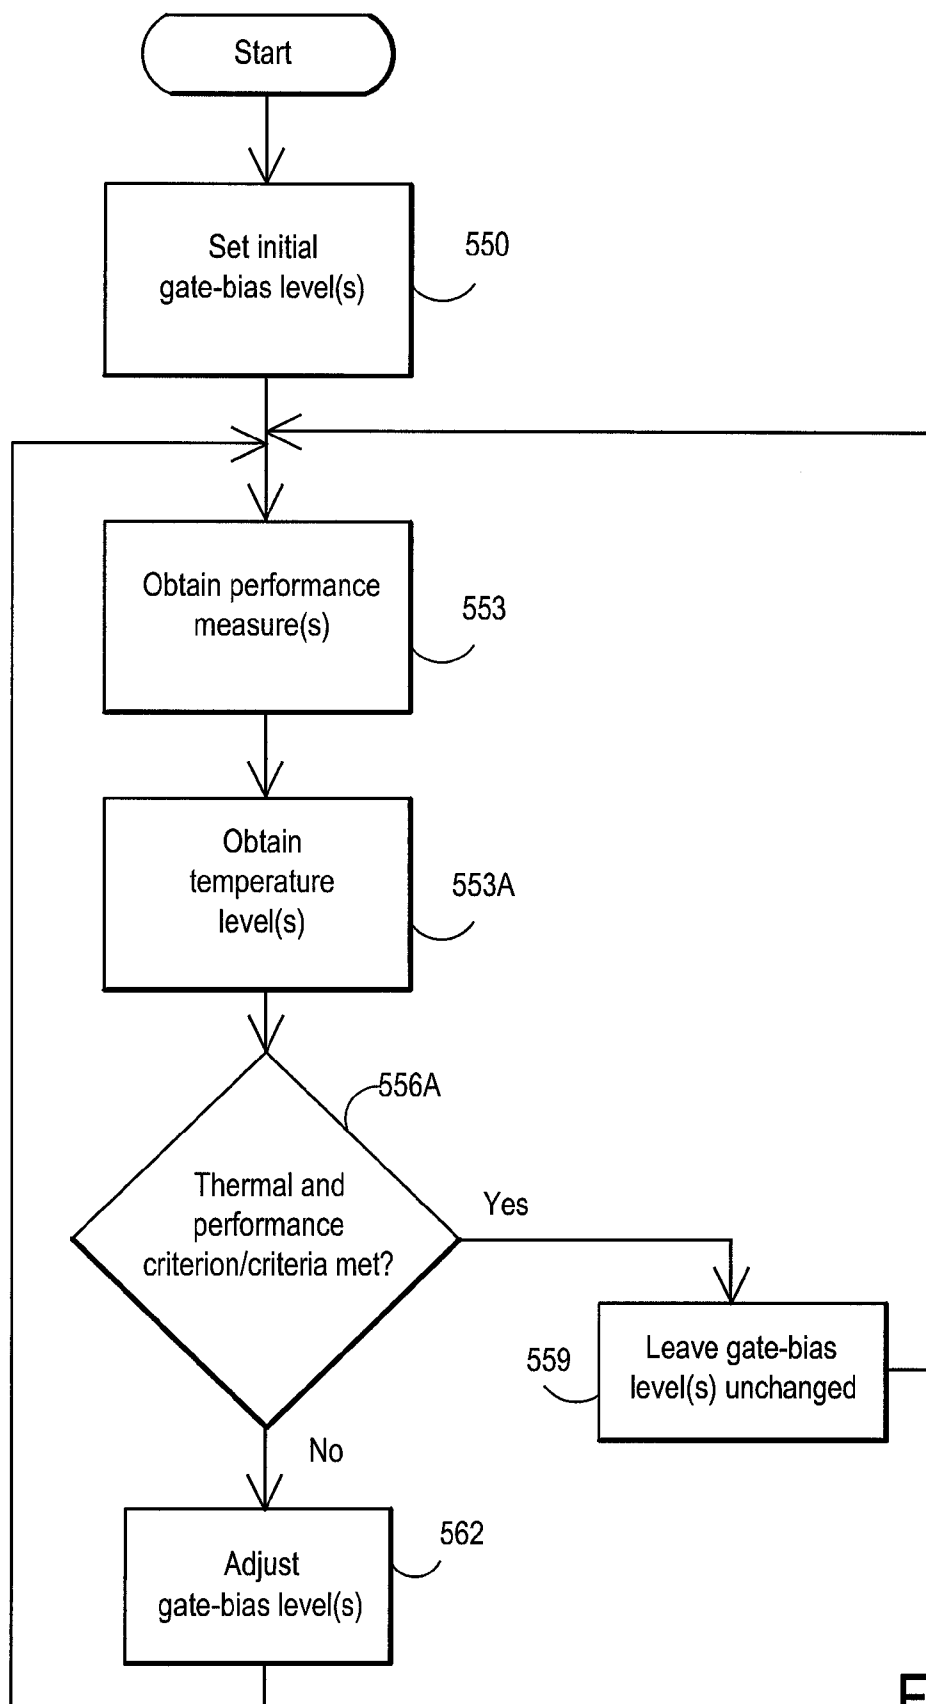 Start
Set initial
gate-bias level(s)
550
Obtain performance
measure(s)
553
Obtain
temperature
level(s)
553A
556A
Thermal and
performance
criterion/criteria met?
Yes
Leave gate-bias
level(s) unchanged
559
No
Adjust
gate-bias level(s)
562